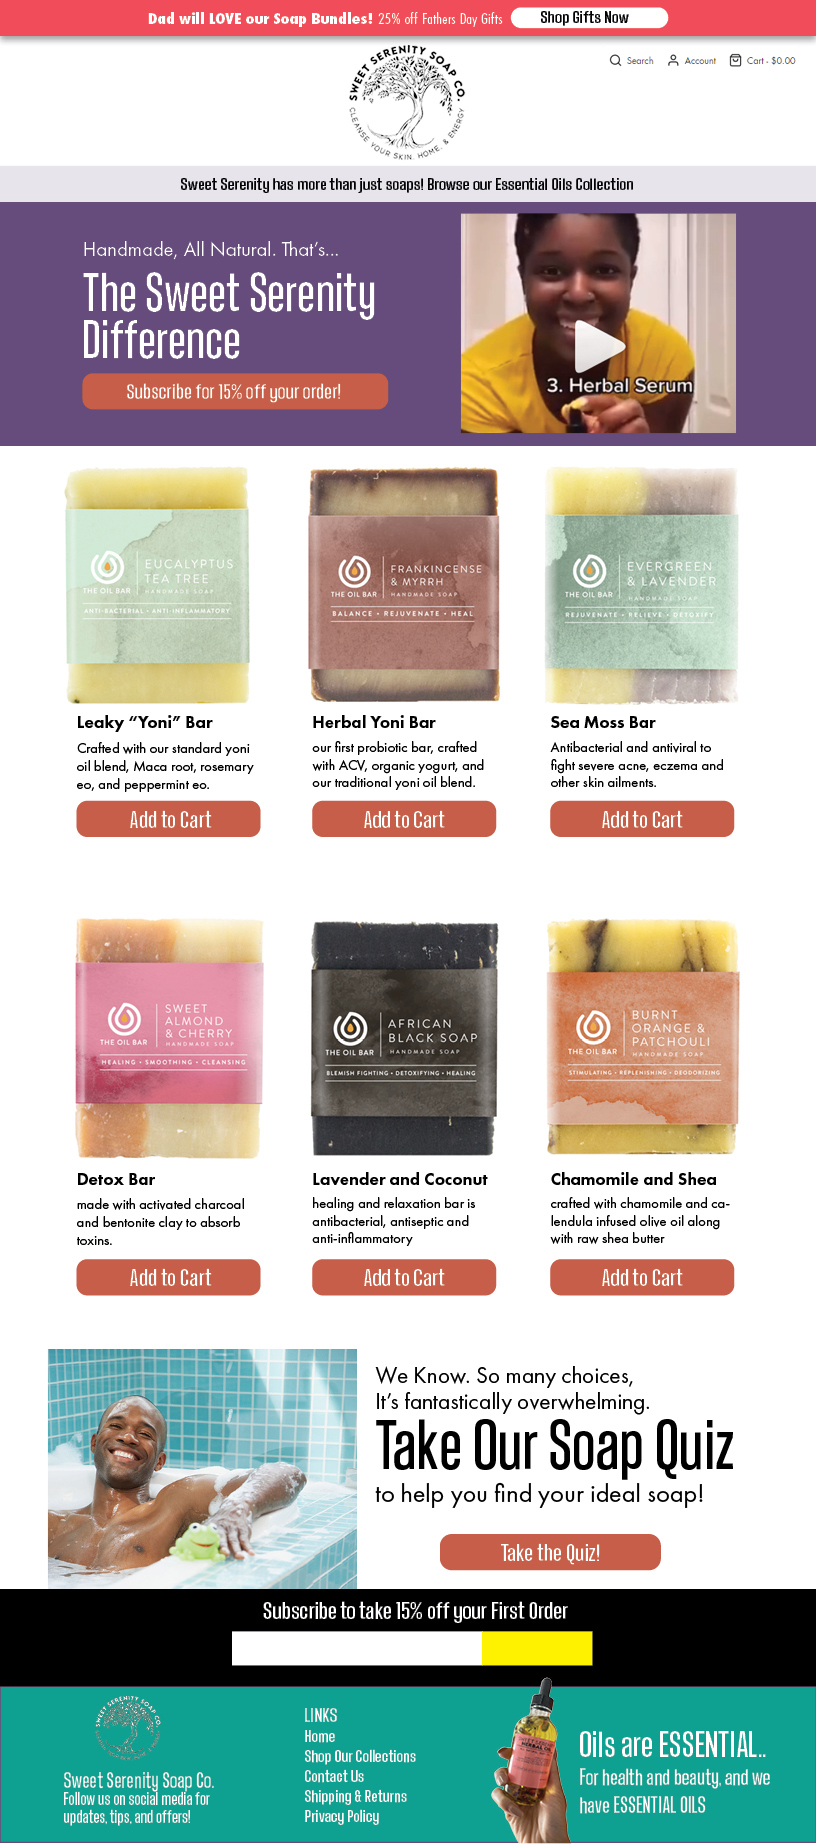 Dad will LOVE our Soap Bundles! 25% off Fathers Day Gifts Shop Gifts Now
SWEET SERENITY SOAP CO.
CLEANSE YOUR SKIN, HOME, & ENERGY
Search Account Cart - $0.00
Sweet Serenity has more than just soaps! Browse our Essential Oils Collection
Handmade, All Natural. That's...
The Sweet Serenity
Difference
Subscribe for 15% off your order!
3. Herbal Serum
THE OIL BAR
EUCALYPTUS
TEA TREE
HANDMADE SOAP
ANTI-BACTERIAL • ANTI INFLAMMATORY
THE OIL BAR
FRANKINCENSE
& MYRRH
HANDMADE SOAP
BALANCE • REJUVENATE • HEAL
THE OIL BAR
EVERGREEN
& LAVENDER
HANDMADE SOAP
REJUVENATE • RELIEVE • DETOXIFY
Leaky “Yoni” Bar
Crafted with our standard yoni
oil blend, Maca root, rosemary
eo, and peppermint eo.
Add to Cart
Herbal Yoni Bar
our first probiotic bar, crafted
with ACV, organic yogurt, and
our traditional yoni oil blend.
Add to Cart
Sea Moss Bar
Antibacterial and antiviral to
fight severe acne, eczema and
other skin ailments.
Add to Cart
THE OIL BAR
SWEET
ALMOND
& CHERRY
HANDMADE SOAP
HEALING • SMOOTHING • CLEANSING
THE OIL BAR
AFRICAN
BLACK SOAP
HANDMADE SOAP
BLEMISH FIGHTING • DETOXIFYING • HEALING
THE OIL BAR
BURNT
ORANGE &
PATCHOULI
HANDMADE SOAP
STIMULATING • REPLENISHING • DEODORIZING
Detox Bar
made with activated charcoal
and bentonite clay to absorb
toxins.
Add to Cart
Lavender and Coconut
healing and relaxation bar is
antibacterial, antiseptic and
anti-inflammatory
Add to Cart
Chamomile and Shea
crafted with chamomile and ca-
lendula infused olive oil along
with raw shea butter
Add to Cart
We Know. So many choices,
It's fantastically overwhelming.
Take Our Soap Quiz
to help you find your ideal soap!
Take the Quiz!
Subscribe to take 15% off your First Order
SWEET SERENITY SOAP CO.
Sweet Serenity Soap Co.
Follow us on social media for
updates, tips, and offers!
LINKS
Home
Shop Our Collections
Contact Us
Shipping & Returns
Privacy Policy
HERBAL OIL
Oils are ESSENTIAL..
For health and beauty, and we
have ESSENTIAL OILS